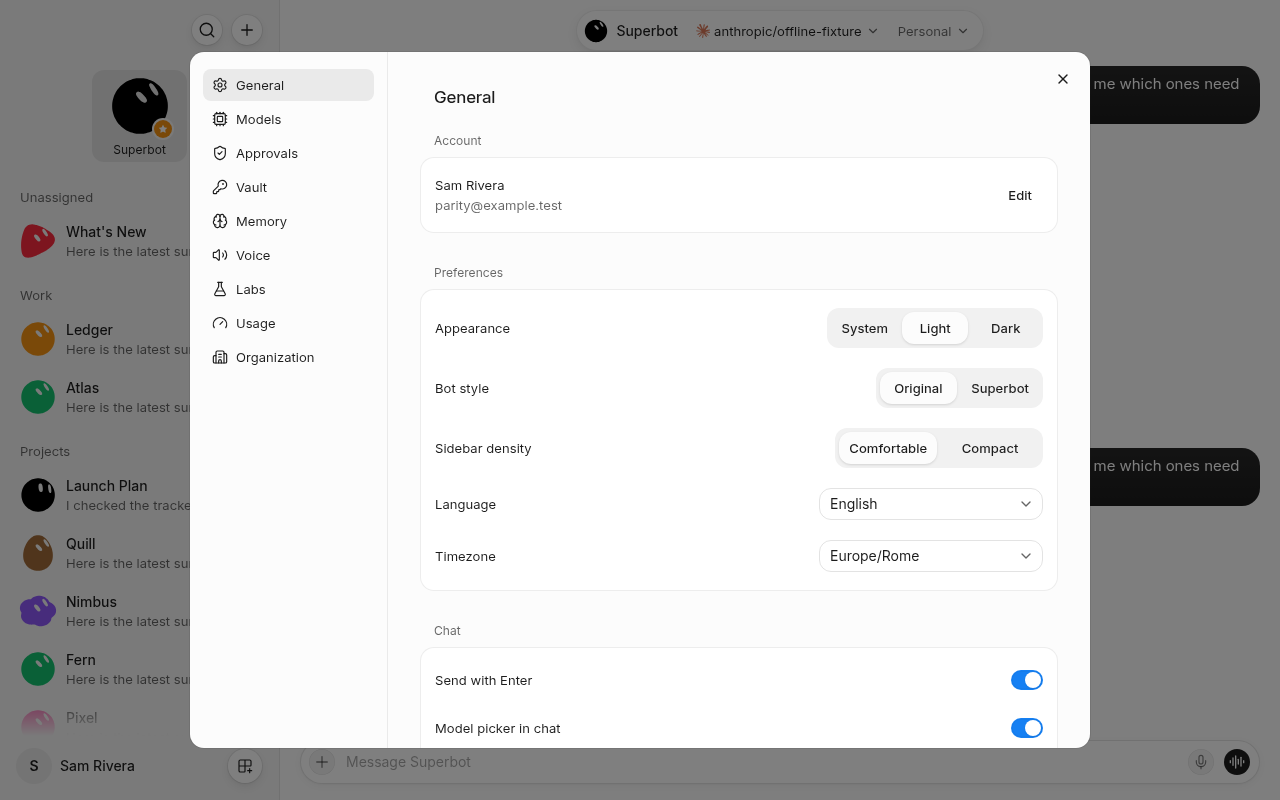 Superbot
anthropic/offline-fixture
Personal
me which ones need
Superbot
Unassigned
What's New
Here is the latest su
Work
Ledger
Here is the latest su
Atlas
Here is the latest su
Projects
Launch Plan
I checked the tracke
Quill
Here is the latest su
Nimbus
Here is the latest su
Fern
Here is the latest su
Pixel
S
Sam Rivera
General
Models
Approvals
Vault
Memory
Voice
Labs
Usage
Organization
General
Account
Sam Rivera
parity@example.test
Edit
Preferences
Appearance
System Light Dark
Bot style
Original Superbot
Sidebar density
Comfortable Compact
Language
English
Timezone
Europe/Rome
Chat
Send with Enter
Model picker in chat
me which ones need
Message Superbot